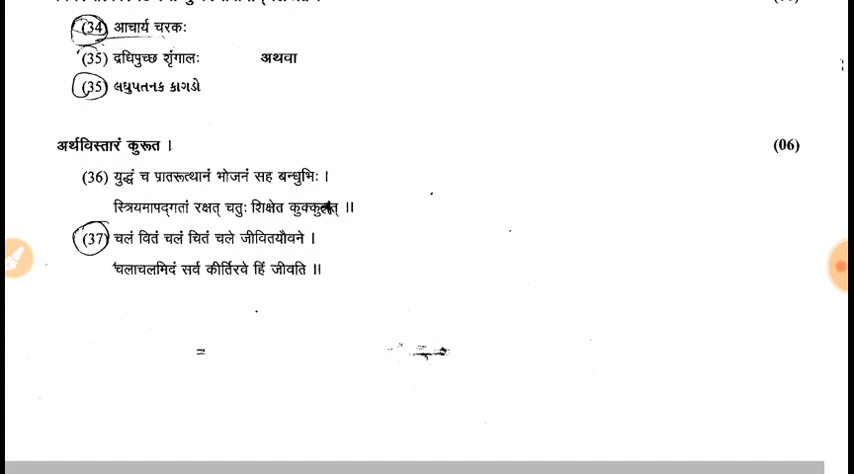 (34) आचार्य चरकः
(35) द्रधिपुच्छ शृंगालः अथवा
(35) લઘુપતનક કાગડો
अर्थविस्तारं कुरूत । (06)
(36) युद्धं च प्रातरूत्थानं भोजनं सह बन्धुभिः ।
स्त्रियमापद्गतां रक्षत् चतुः शिक्षेत
(37) चलं वितं चलं चितं चले जीवितयौवने ।
चलाचलमिदं सर्व कीर्तिरवे हिं जीवति ॥
=